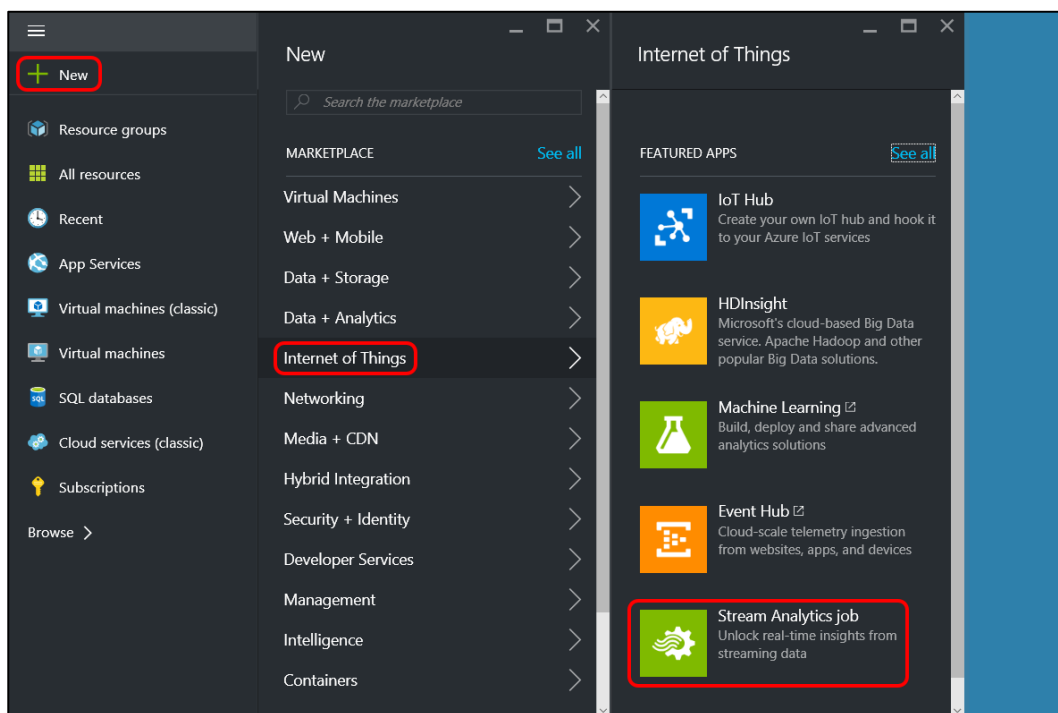 New
Resource groups
All resources
Recent
App Services
Virtual machines (classic)
Virtual machines
SQL databases
Cloud services (classic)
Subscriptions
Browse
New
Search the marketplace
MARKETPLACE
See all
Virtual Machines
Web + Mobile
Data + Storage
Data + Analytics
Internet of Things
Networking
Media + CDN
Hybrid Integration
Security + Identity
Developer Services
Management
Intelligence
Containers
Internet of Things
FEATURED APPS
See all
IoT Hub
Create your own IoT hub and hook it
to your Azure IoT services
HDInsight
Microsoft's cloud-based Big Data
service. Apache Hadoop and other
popular Big Data solutions.
Machine Learning
Build, deploy and share advanced
analytics solutions
Event Hub
Cloud-scale telemetry ingestion
from websites, apps, and devices
Stream Analytics job
Unlock real-time insights from
streaming data